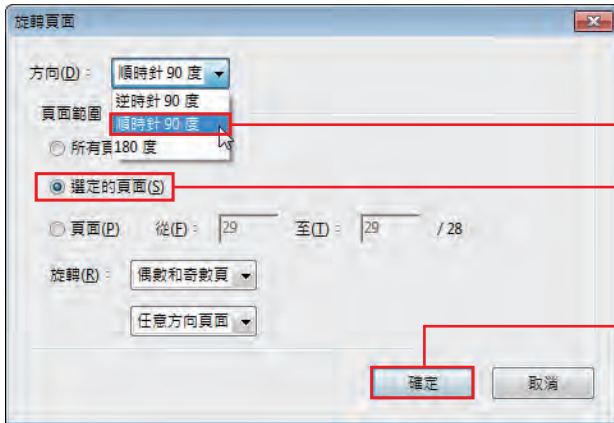 旋轉頁面
方向(D)： 順時針 90 度
逆時針 90 度
頁面範圍 順時針 90 度
所有頁 180 度
選定的頁面(S)
頁面(P) 從(F)： 29 至(T)： 29 / 28
旋轉(R)： 偶數和奇數頁
任意方向頁面
確定 取消